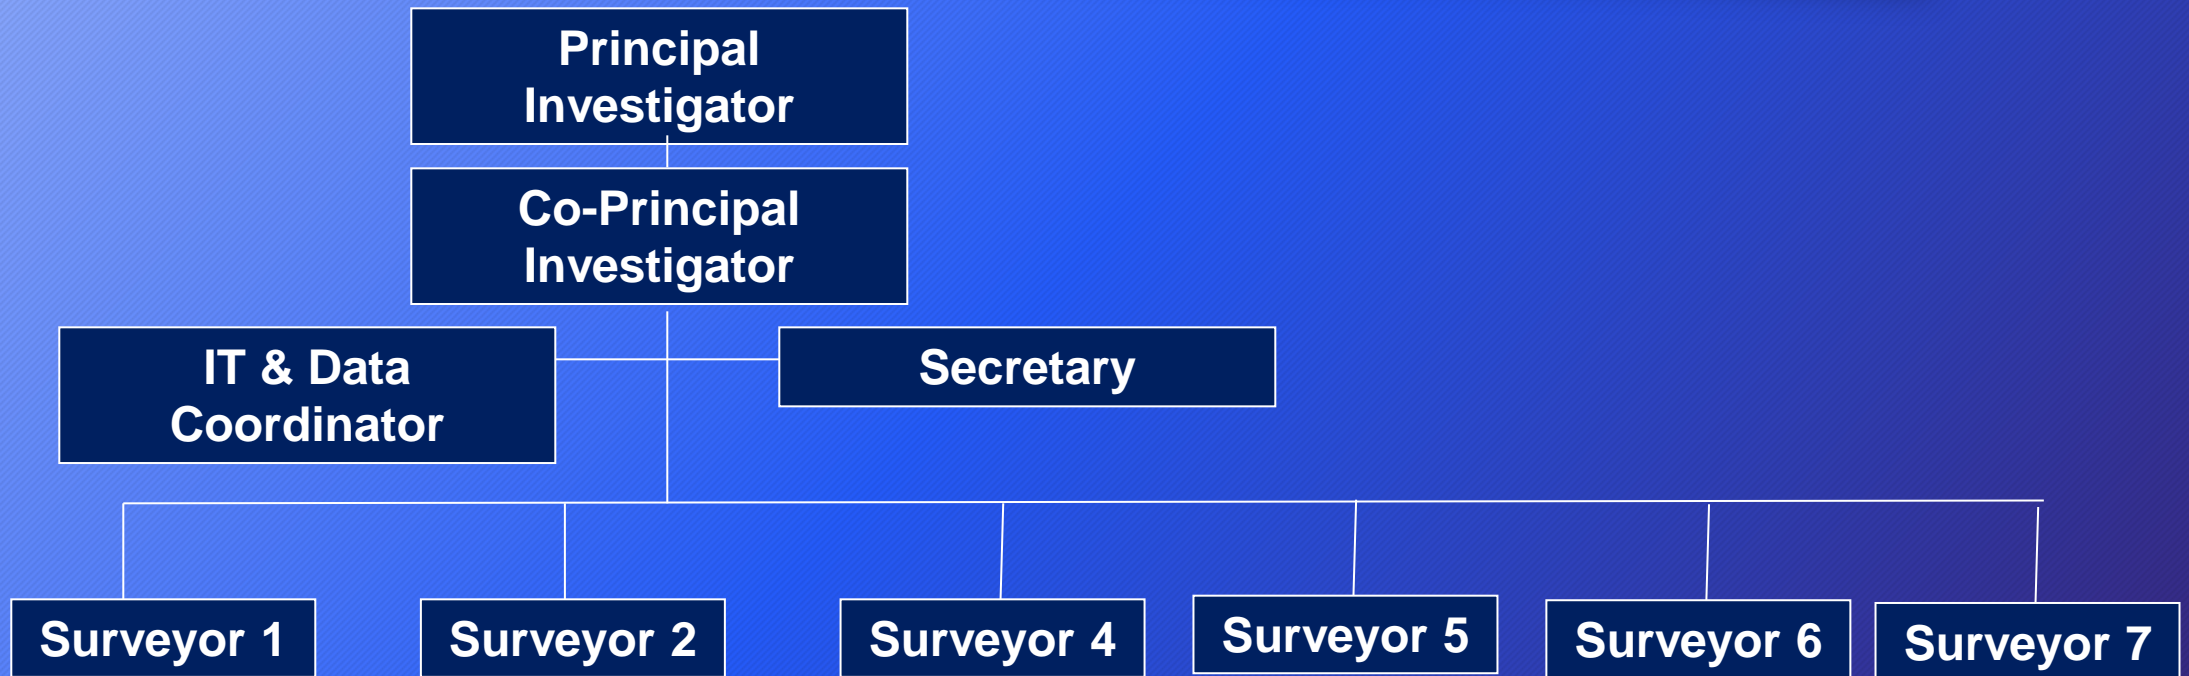 Principal
Investigator
Co-Principal
Investigator
IT & Data
Coordinator
Secretary
Surveyor 1
Surveyor 2
Surveyor 4
Surveyor 5
Surveyor 6
Surveyor 7